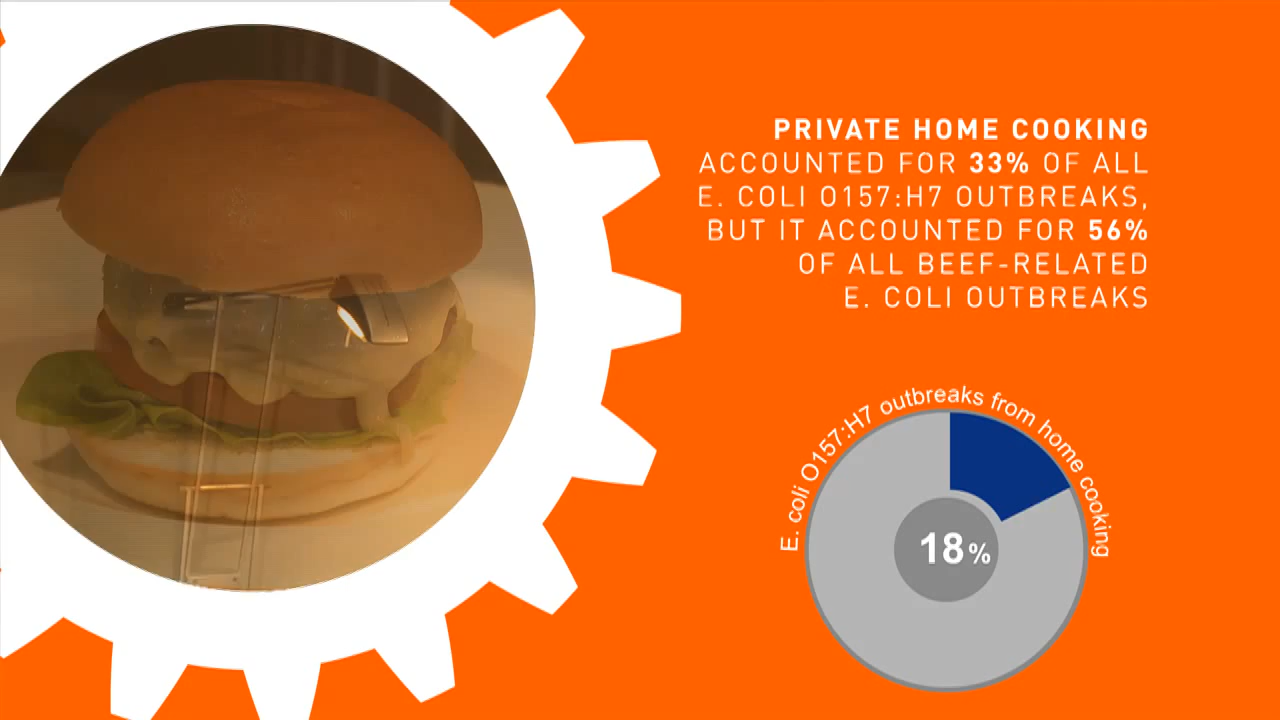 PRIVATE HOME COOKING
ACCOUNTED FOR 33% OF ALL
E. COLI O157:H7 OUTBREAKS,
BUT IT ACCOUNTED FOR 56%
OF ALL BEEF-RELATED
E. COLI OUTBREAKS
E. coli O157:H7 outbreaks from home cooking
18%